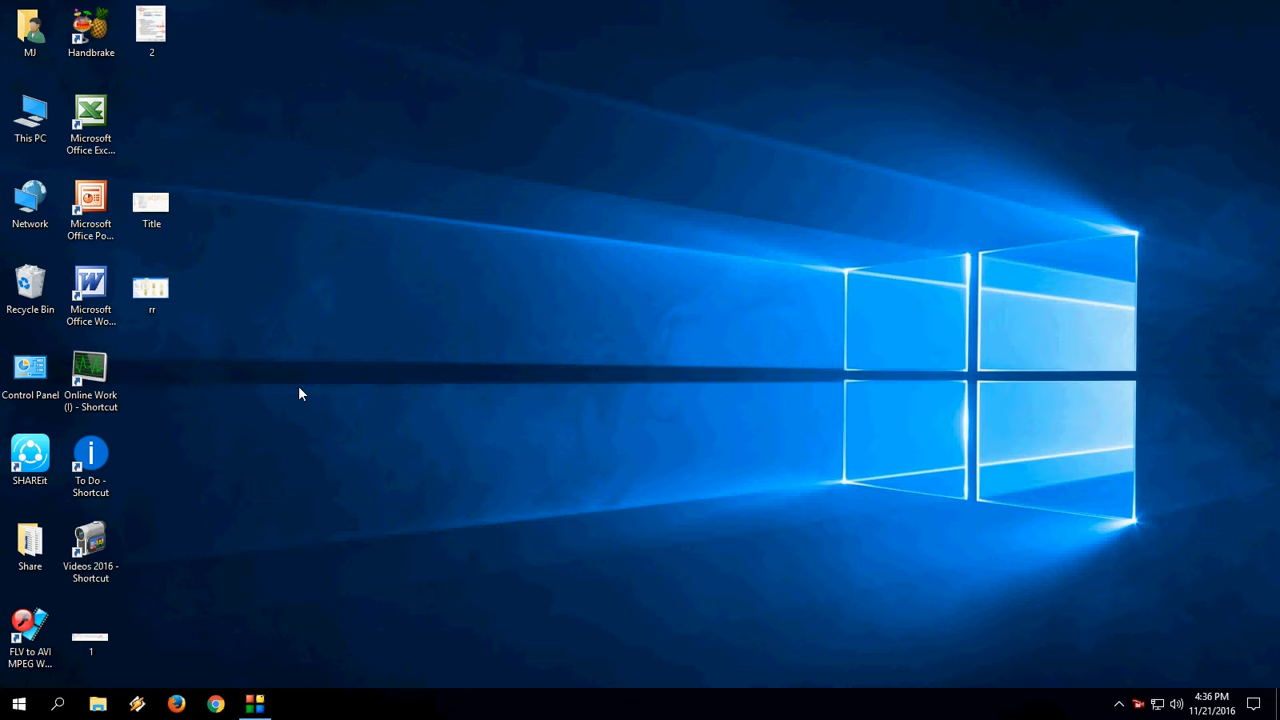 MJ
Handbrake
2
This PC
Microsoft
Office Exc...
Network
Microsoft
Office Po...
Title
Recycle Bin
Microsoft
Office Wo...
rr
Control Panel
Online Work
(I) - Shortcut
SHAREit
To Do -
Shortcut
Share
Videos 2016 -
Shortcut
FLV to AVI
MPEG W...
1
4:36 PM
11/21/2016